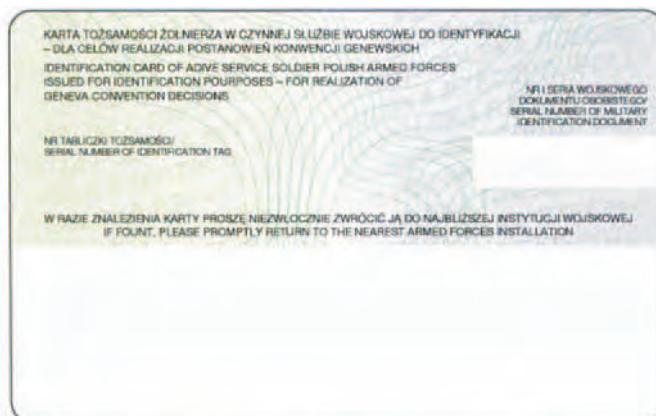 KARTA TOŻSAMOŚCI ŻOŁNIERZA W CZYNNEJ SŁUŻBIE WOJSKOWEJ DO IDENTYFIKACJI
– DLA CELÓW REALIZACJI POSTANOWIEŃ KONWENCJI GENEWSKICH
IDENTIFICATION CARD OF ADIVE SERVICE SOLDIER POLISH ARMED FORCES
ISSUED FOR IDENTIFICATION POURPOSES – FOR REALIZATION OF
GENEVA CONVENTION DECISIONS
NR I SERIA WOJSKOWEGO
DOKUMENTU OSOBISTEGO/
SERIAL NUMBER OF MILITARY
IDENTIFICATION DOCUMENT
NR TABLICZKI TOŻSAMOŚCI/
SERIAL NUMBER OF IDENTIFICATION TAG
W RAZIE ZNALEZIENIA KARTY PROSZĘ NIEZWŁOCZNIE ZWRÓCIĆ JĄ DO NAJBLIŻSZEJ INSTYTUCJI WOJSKOWEJ
IF FOUNT, PLEASE PROMPTLY RETURN TO THE NEAREST ARMED FORCES INSTALLATION